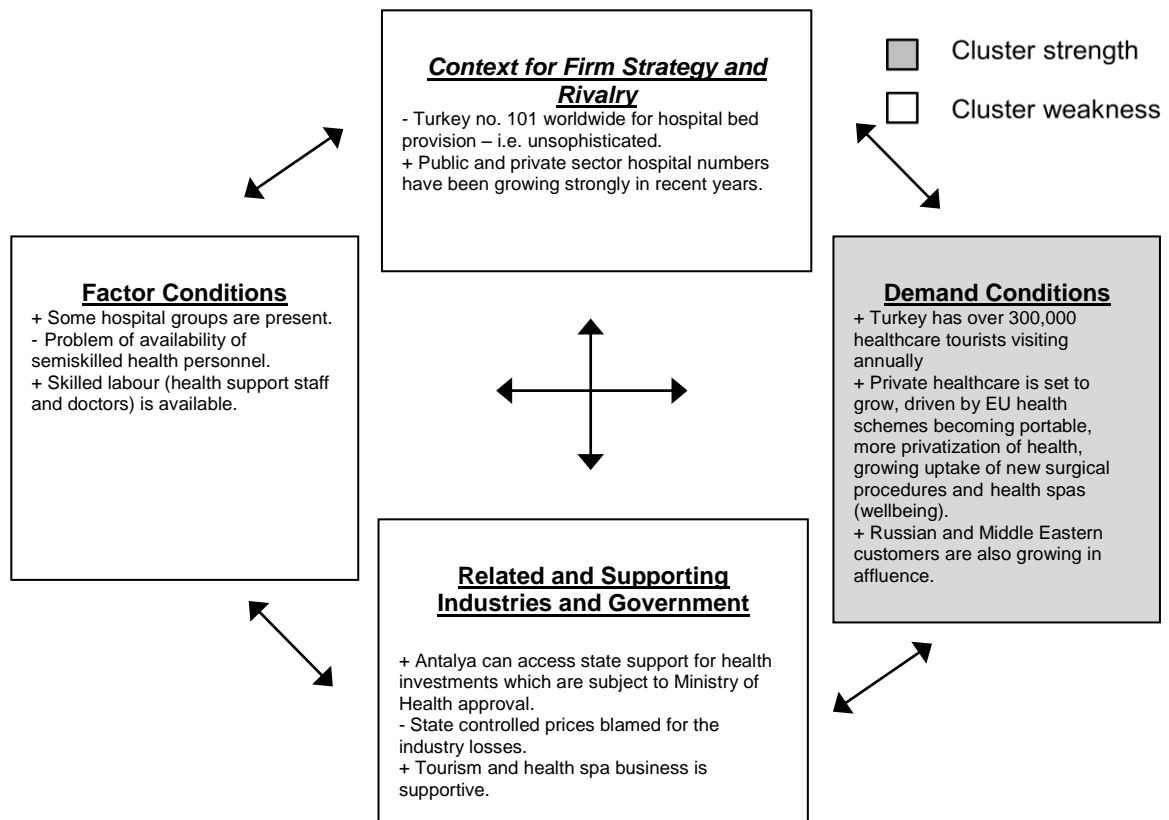 Context for Firm Strategy and
Rivalry
- Turkey no. 101 worldwide for hospital bed
provision – i.e. unsophisticated.
+ Public and private sector hospital numbers
have been growing strongly in recent years.
Cluster strength
Cluster weakness
Factor Conditions
+ Some hospital groups are present.
- Problem of availability of
semiskilled health personnel.
+ Skilled labour (health support staff
and doctors) is available.
Demand Conditions
+ Turkey has over 300,000
healthcare tourists visiting
annually
+ Private healthcare is set to
grow, driven by EU health
schemes becoming portable,
more privatization of health,
growing uptake of new surgical
procedures and health spas
(wellbeing).
+ Russian and Middle Eastern
customers are also growing in
affluence.
Related and Supporting
Industries and Government
+ Antalya can access state support for health
investments which are subject to Ministry of
Health approval.
- State controlled prices blamed for the
industry losses.
+ Tourism and health spa business is
supportive.